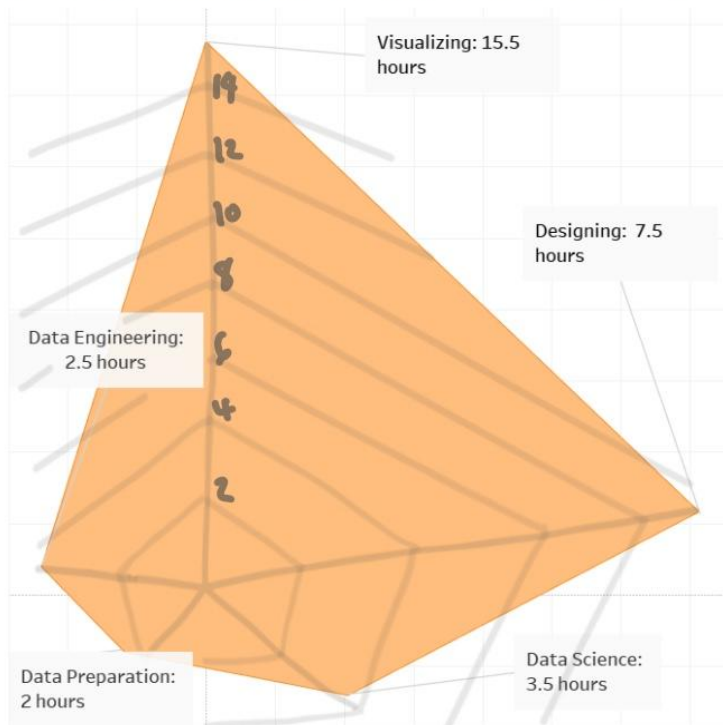 Visualizing: 15.5
hours
14
12
10
Designing:  7.5
hours
8
Data Engineering:
2.5 hours
6
4
2
Data Science:
3.5 hours
Data Preparation:
2 hours